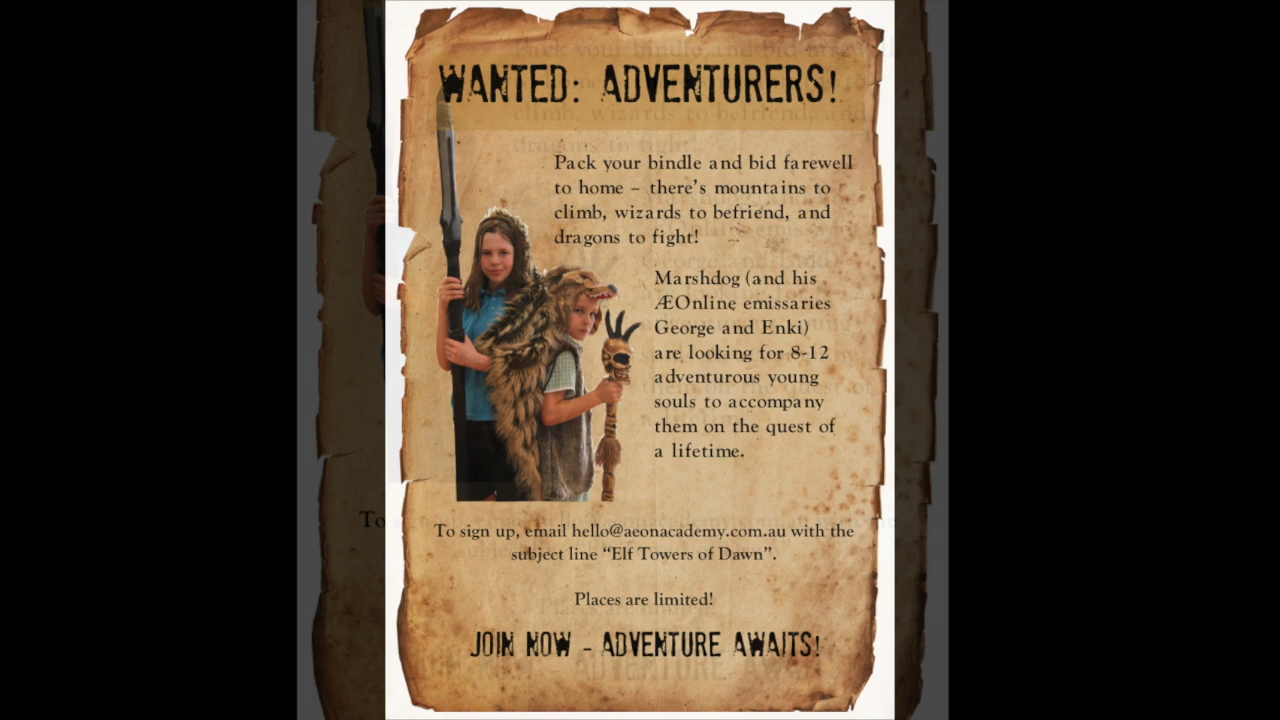 WANTED: ADVENTURERS!
Pack your bindle and bid farewell
to home – there's mountains to
climb, wizards to befriend, and
dragons to fight!
Marshdog (and his
ÆOnline emissaries
George and Enki)
are looking for 8-12
adventurous young
souls to accompany
them on the quest of
a lifetime.
To sign up, email hello@aeonacademy.com.au with the
subject line “Elf Towers of Dawn”.
Places are limited!
JOIN NOW - ADVENTURE AWAITS!